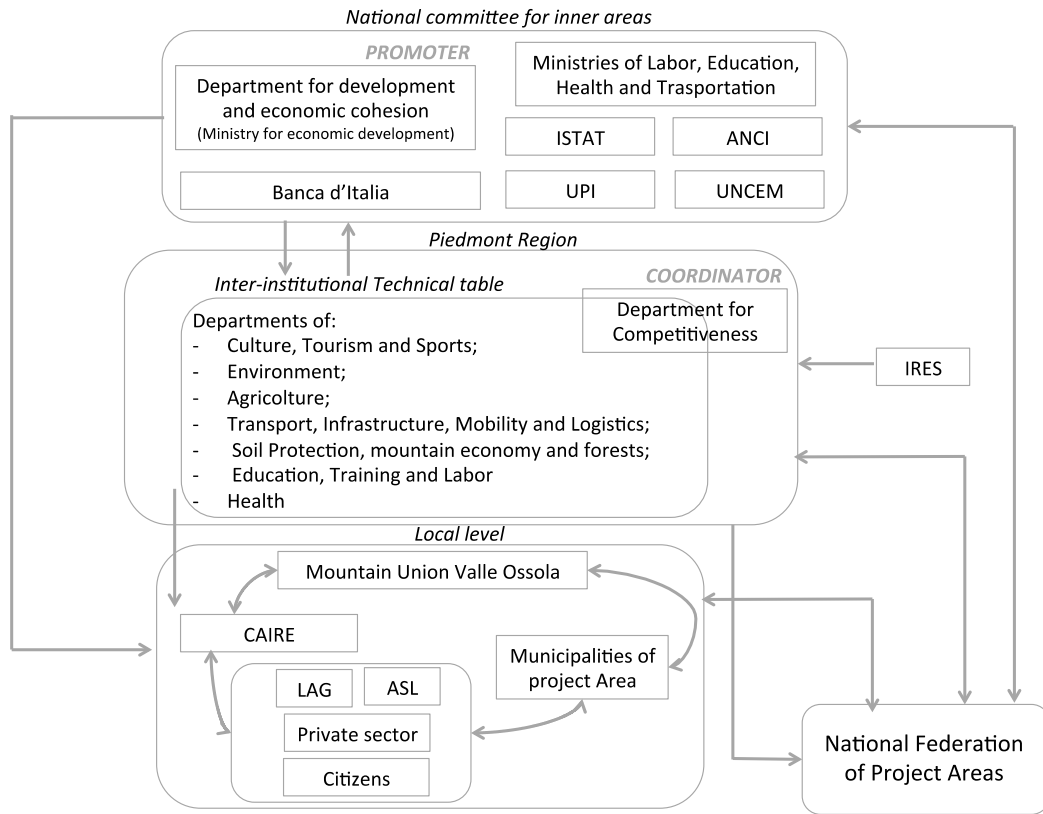 National committee for inner areas
PROMOTER
Department for development
and economic cohesion
(Ministry for economic development)
Ministries of Labor, Education,
Health and Trasportation
ISTAT
ANCI
Banca d'Italia
UPI
UNCEM
Piedmont Region
Inter-institutional Technical table
COORDINATOR
Department for
Competitiveness
Departments of:
- Culture, Tourism and Sports;
- Environment;
- Agricolture;
- Transport, Infrastructure, Mobility and Logistics;
- Soil Protection, mountain economy and forests;
- Education, Training and Labor
- Health
IRES
Local level
Mountain Union Valle Ossola
CAIRE
Municipalities of
project Area
LAG
ASL
Private sector
Citizens
National Federation
of Project Areas